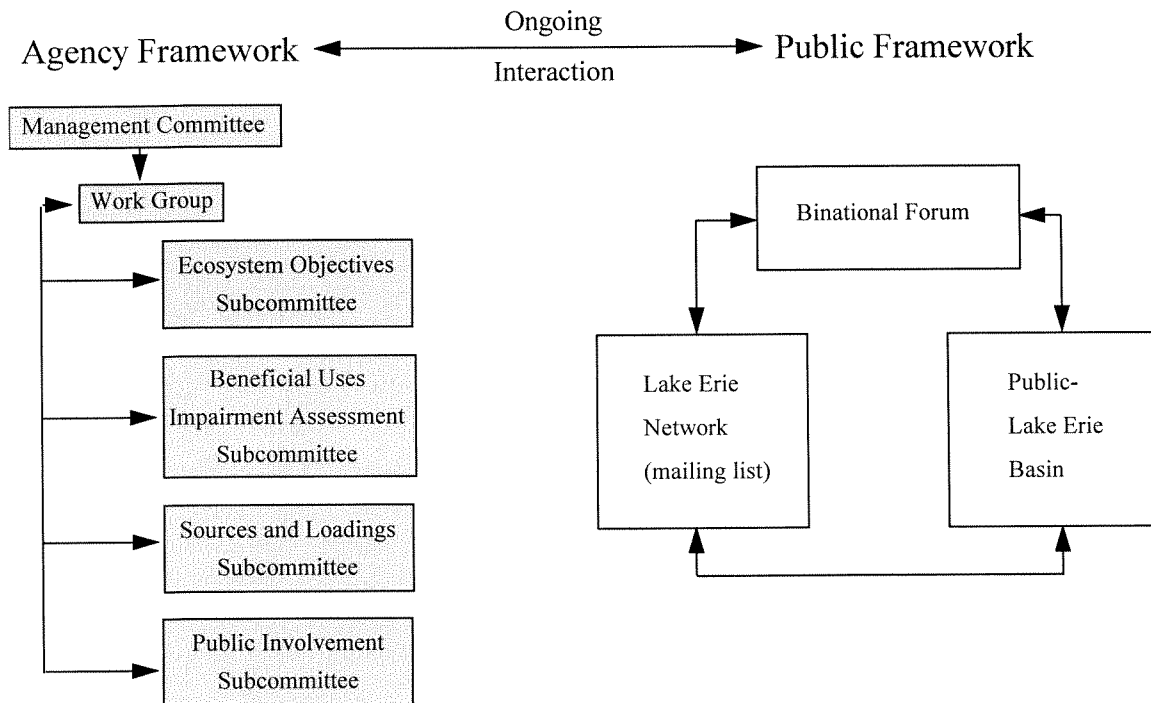 Agency Framework
Ongoing
Interaction
Public Framework
Management Committee
Work Group
Ecosystem Objectives
Subcommittee
Beneficial Uses
Impairment Assessment
Subcommittee
Sources and Loadings
Subcommittee
Public Involvement
Subcommittee
Binational Forum
Lake Erie
Network
(mailing list)
Public-
Lake Erie
Basin